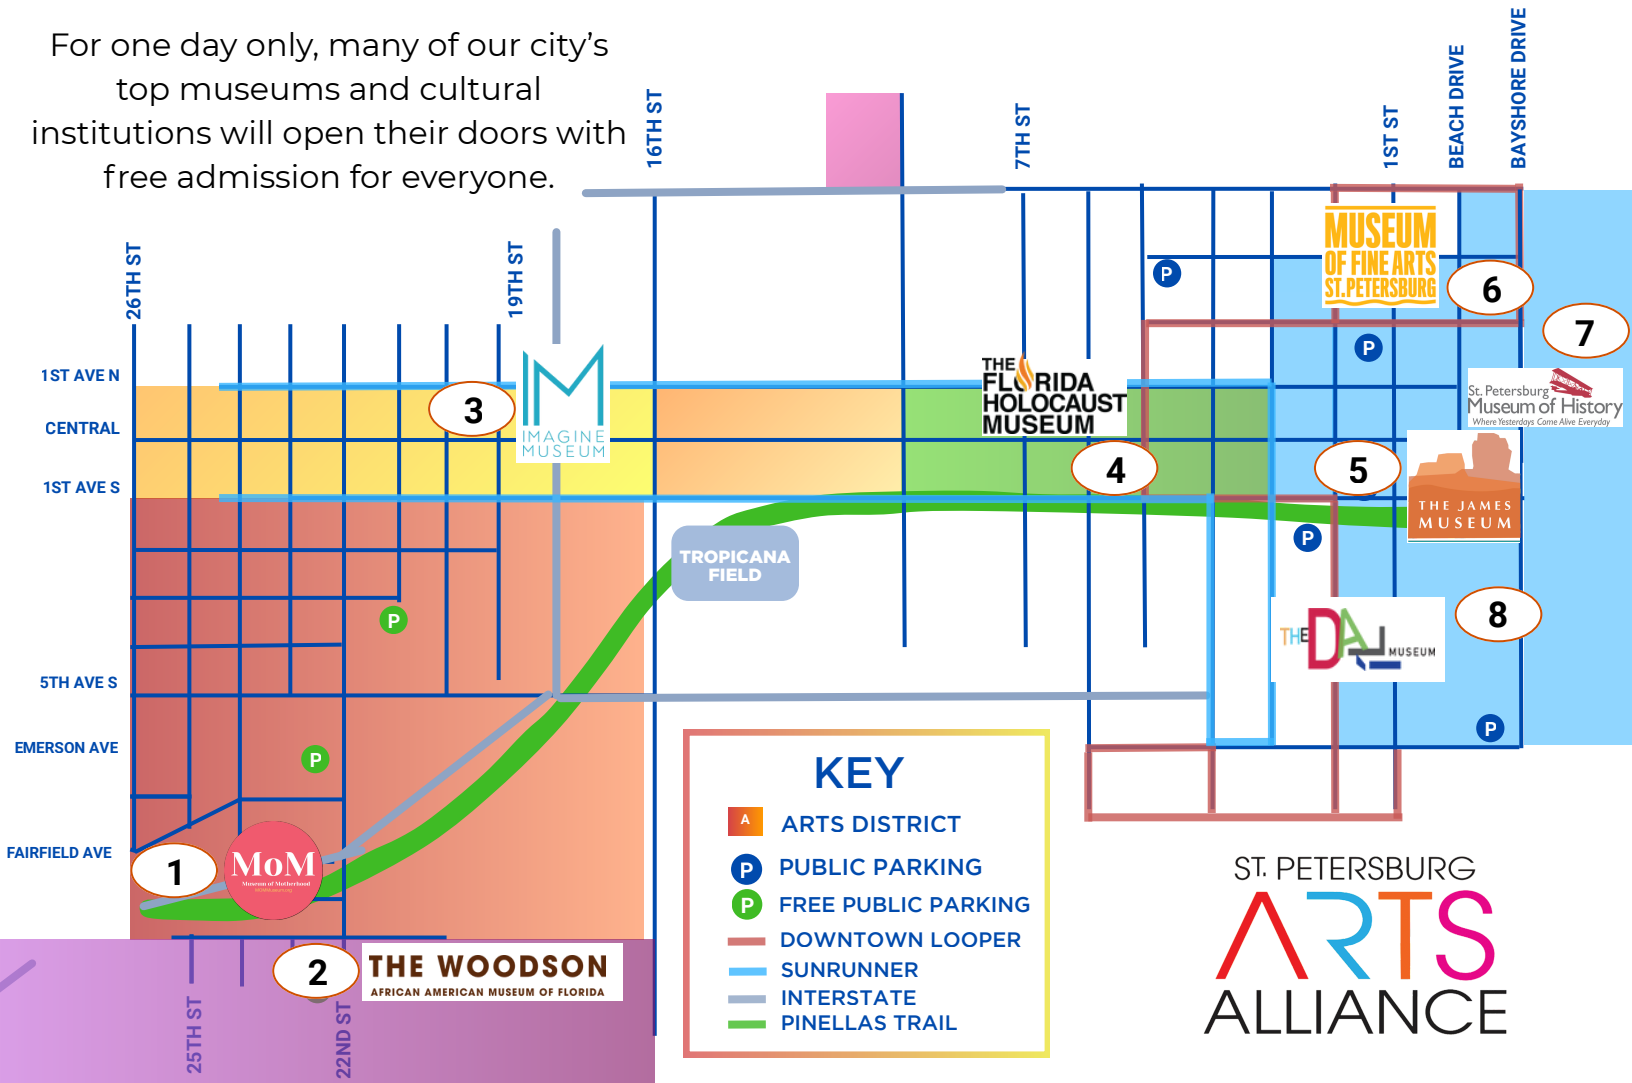 For one day only, many of our city's
top museums and cultural
institutions will open their doors with
free admission for everyone.
16TH ST
7TH ST
1ST ST
BEACH DRIVE
BAYSHORE DRIVE
26TH ST
19TH ST
1ST AVE N
CENTRAL
1ST AVE S
5TH AVE S
EMERSON AVE
FAIRFIELD AVE
25TH ST
22ND ST
P
MUSEUM
OF FINE ARTS
ST. PETERSBURG
6
7
P
3
IM
IMAGINE
MUSEUM
THE
FLORIDA
HOLOCAUST
MUSEUM
4
St. Petersburg
Museum of History
Where Yesterdays Come Alive Everyday
5
THE JAMES
MUSEUM
P
TROPICANA
FIELD
P
THE DALI MUSEUM
8
P
P
1
MoM
Museum of Motherhood
2
THE WOODSON
AFRICAN AMERICAN MUSEUM OF FLORIDA
KEY
A ARTS DISTRICT
P PUBLIC PARKING
P FREE PUBLIC PARKING
DOWNTOWN LOOPER
SUNRUNNER
INTERSTATE
PINELLAS TRAIL
ST. PETERSBURG
ARTS
ALLIANCE